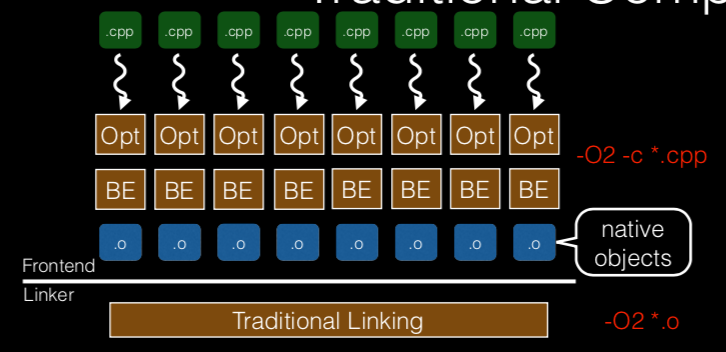 Traditional Comp
.cpp .cpp .cpp .cpp .cpp .cpp .cpp .cpp
Opt Opt Opt Opt Opt Opt Opt Opt
-O2 -c *.cpp
BE BE BE BE BE BE BE BE
.o .o .o .o .o .o .o .o
native
objects
Frontend
Linker
Traditional Linking
-O2 *.o